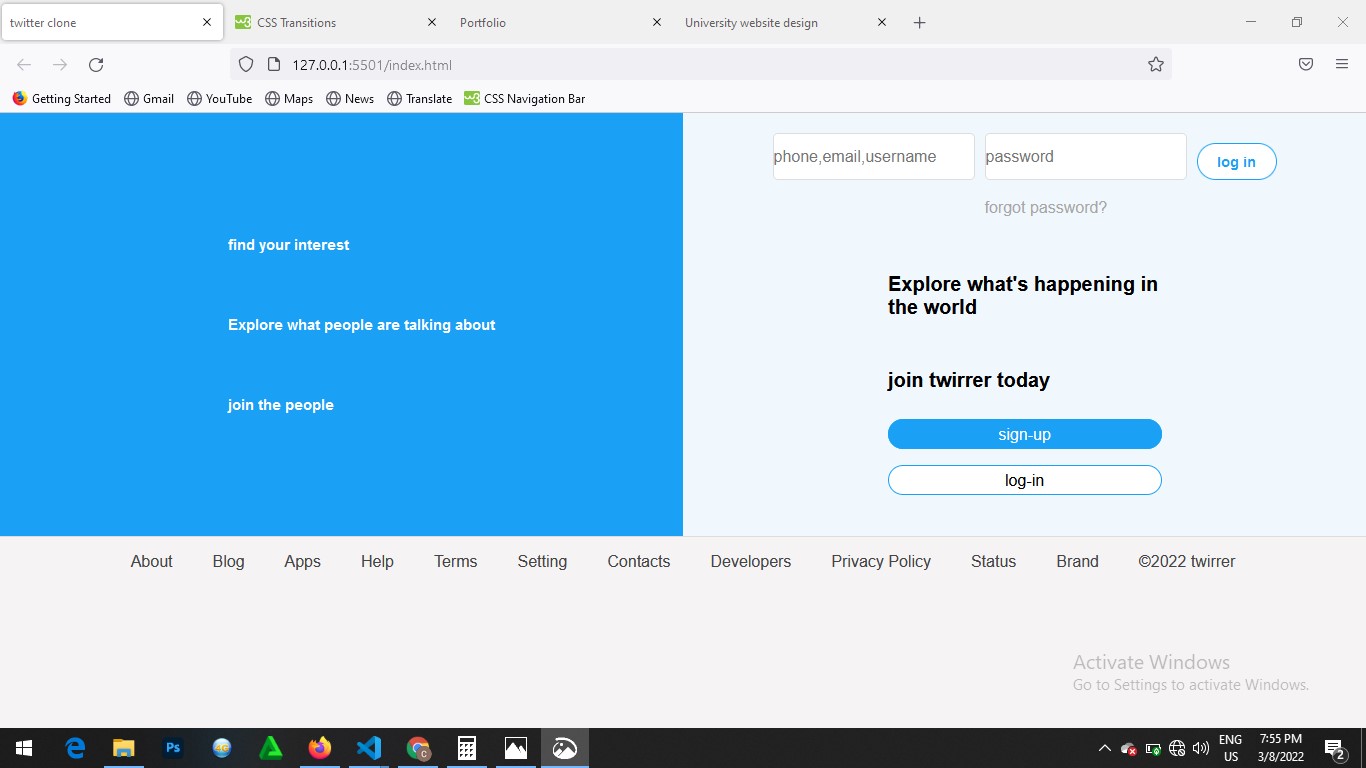 twitter clone
CSS Transitions
Portfolio
University website design
127.0.0.1:5501/index.html
Getting Started
Gmail
YouTube
Maps
News
Translate
CSS Navigation Bar
phone,email,username
password
log in
forgot password?
find your interest
Explore what people are talking about
join the people
Explore what's happening in
the world
join twirrer today
sign-up
log-in
About
Blog
Apps
Help
Terms
Setting
Contacts
Developers
Privacy Policy
Status
Brand
©2022 twirrer
Activate Windows
Go to Settings to activate Windows.
Ps
4G
C
ENG
US
7:55 PM
3/8/2022
2